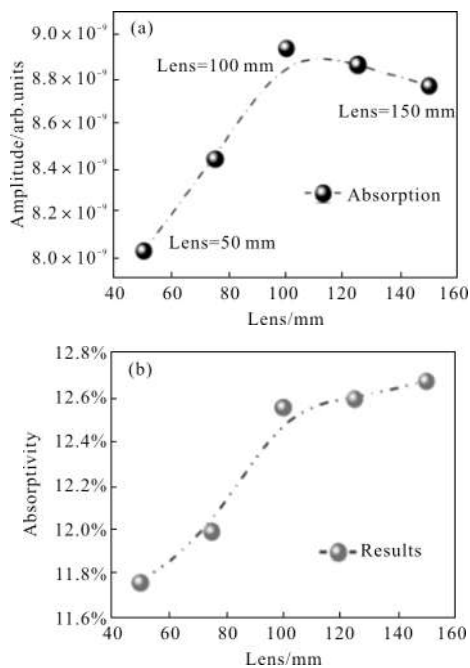 (a)
9.0×10⁻⁹
8.8×10⁻⁹
8.6×10⁻⁹
8.4×10⁻⁹
8.2×10⁻⁹
8.0×10⁻⁹
Amplitude/arb.units
Lens=100 mm
Lens=150 mm
Absorption
Lens=50 mm
40 60 80 100 120 140 160
Lens/mm
(b)
12.8%
12.6%
12.4%
12.2%
12.0%
11.8%
11.6%
Absorptivity
Results
40 60 80 100 120 140 160
Lens/mm